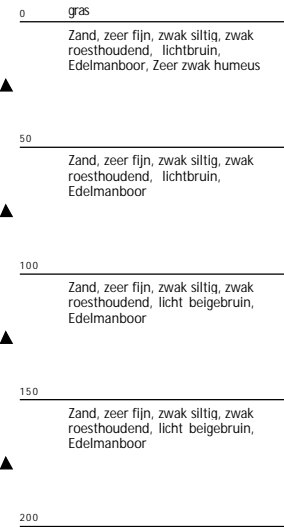 0 gras
Zand, zeer fijn, zwak siltig, zwak
roesthoudend, lichtbruin,
Edelmanboor, Zeer zwak humeus
50
Zand, zeer fijn, zwak siltig, zwak
roesthoudend, lichtbruin,
Edelmanboor
100
Zand, zeer fijn, zwak siltig, zwak
roesthoudend, licht beigebruin,
Edelmanboor
150
Zand, zeer fijn, zwak siltig, zwak
roesthoudend, licht beigebruin,
Edelmanboor
200